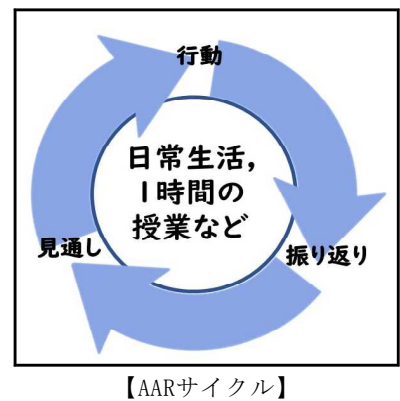 行動
日常生活,
1時間の
授業など
見通し
振り返り
【AARサイクル】